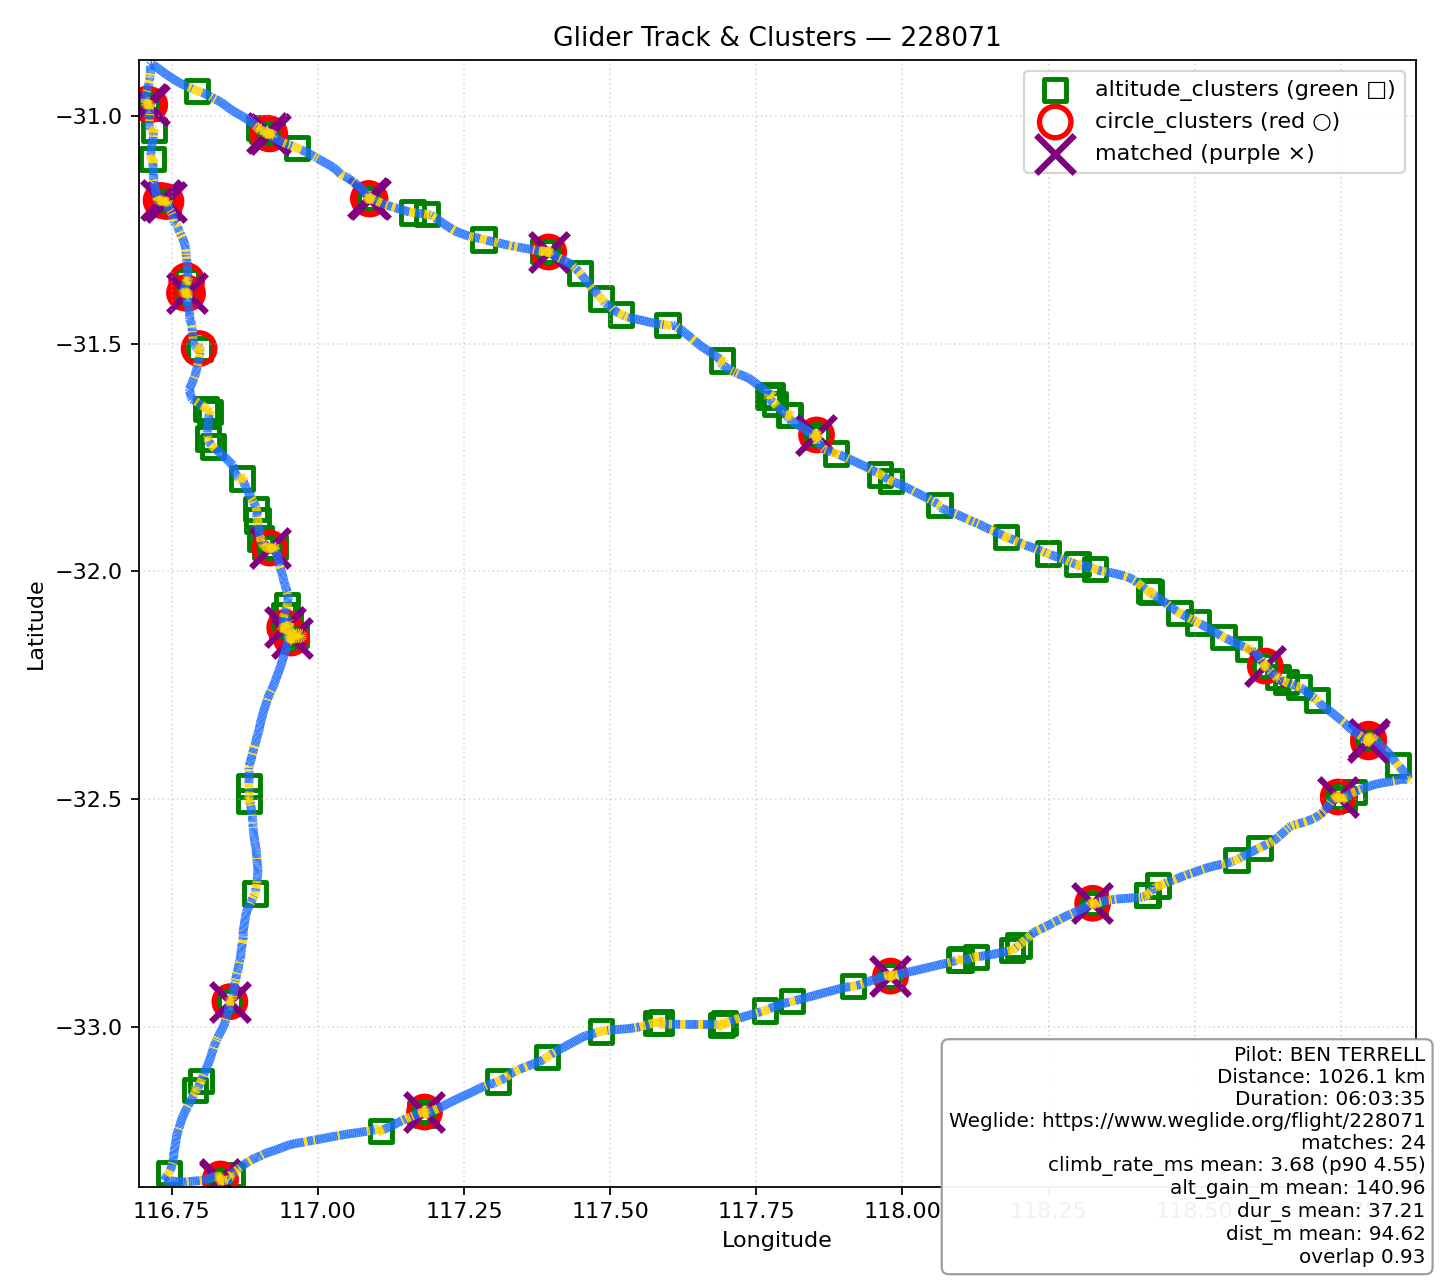 Glider Track & Clusters — 228071
altitude_clusters (green □)
circle_clusters (red ○)
matched (purple ×)
−31.0
−31.5
−32.0
−32.5
−33.0
Latitude
116.75
117.00
117.25
117.50
117.75
118.00
118.25
118.50
Longitude
Pilot: BEN TERRELL
Distance: 1026.1 km
Duration: 06:03:35
Weglide: https://www.weglide.org/flight/228071
matches: 24
climb_rate_ms mean: 3.68 (p90 4.55)
alt_gain_m mean: 140.96
dur_s mean: 37.21
dist_m mean: 94.62
overlap 0.93